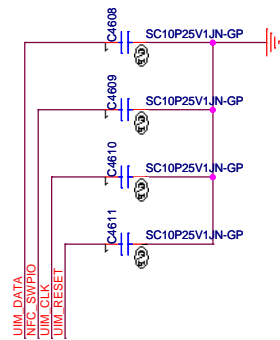 C4608
SC10P25V1JN-GP
C4609
SC10P25V1JN-GP
C4610
SC10P25V1JN-GP
C4611
SC10P25V1JN-GP
UIM_DATA
NFC_SWPIO
UIM_CLK
UIM_RESET